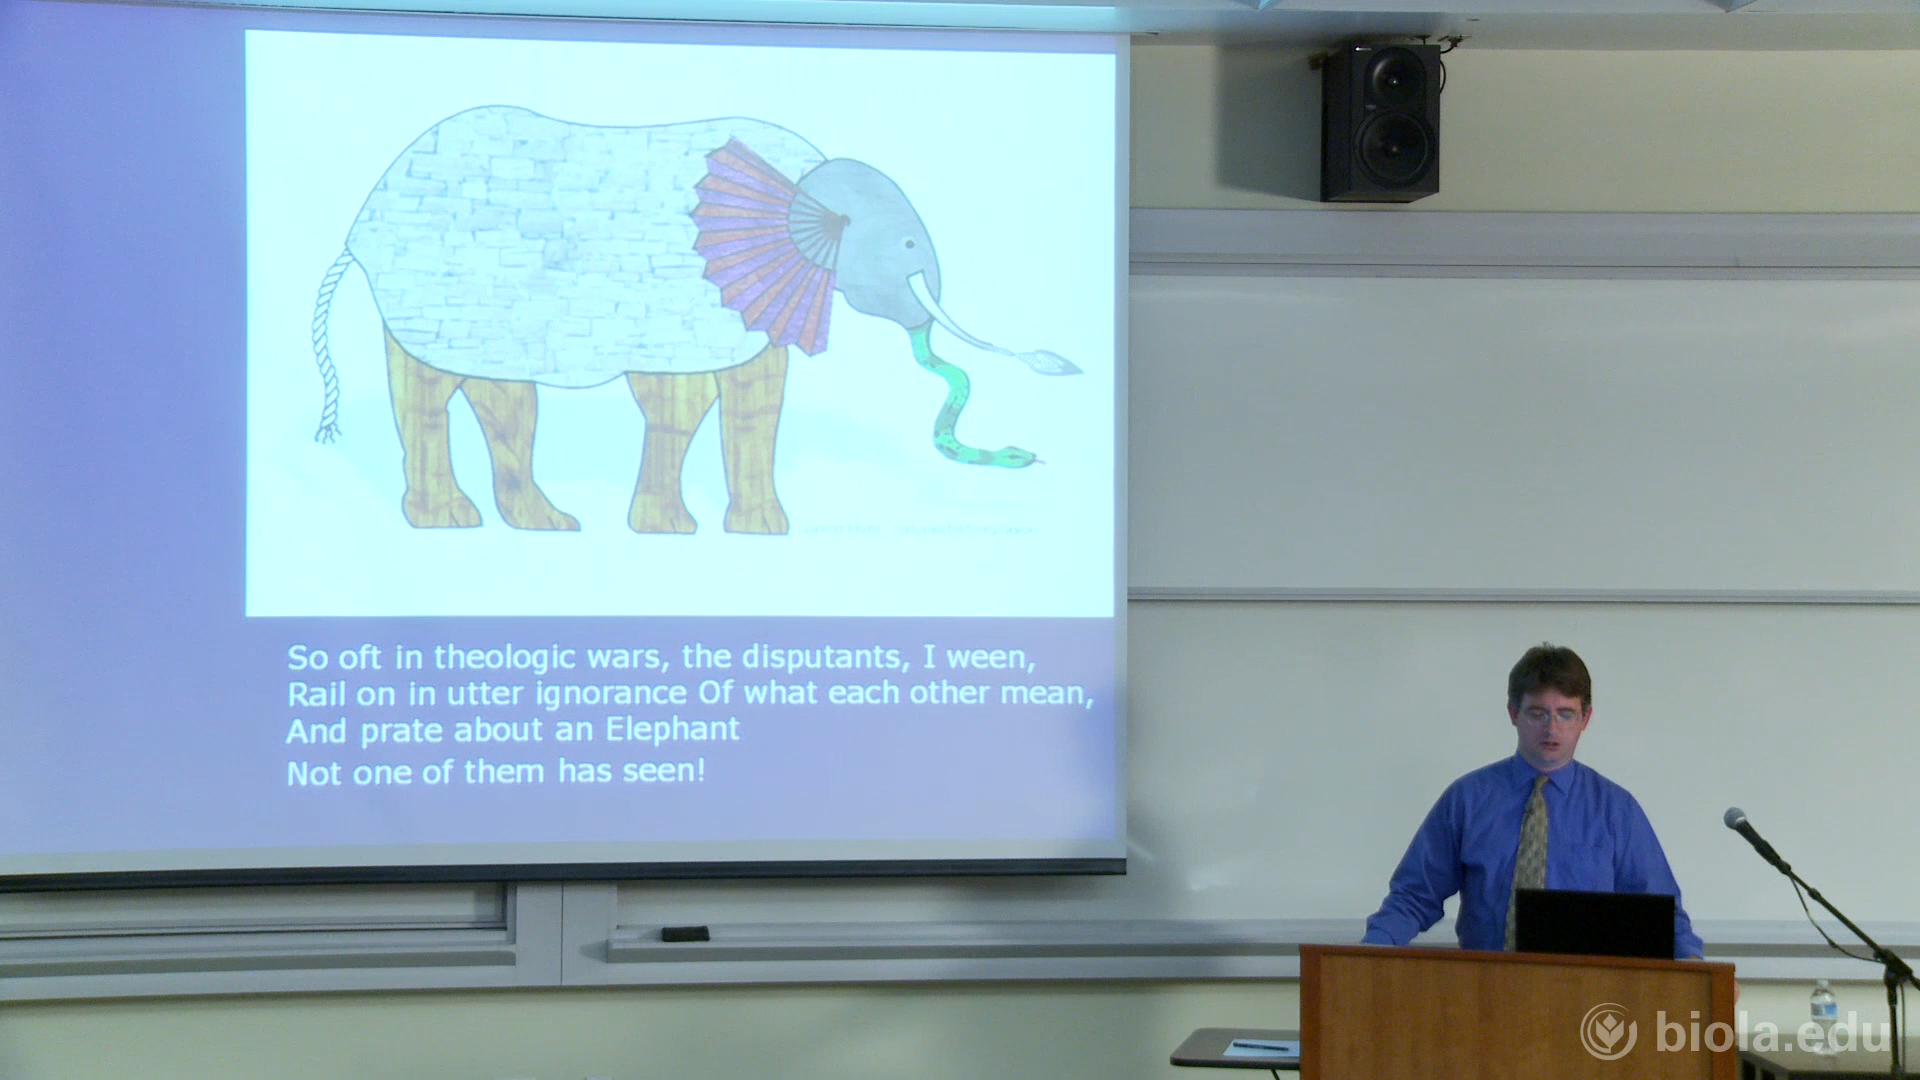 So oft in theologic wars, the disputants, I ween,
Rail on in utter ignorance Of what each other mean,
And prate about an Elephant
Not one of them has seen!
biola.edu